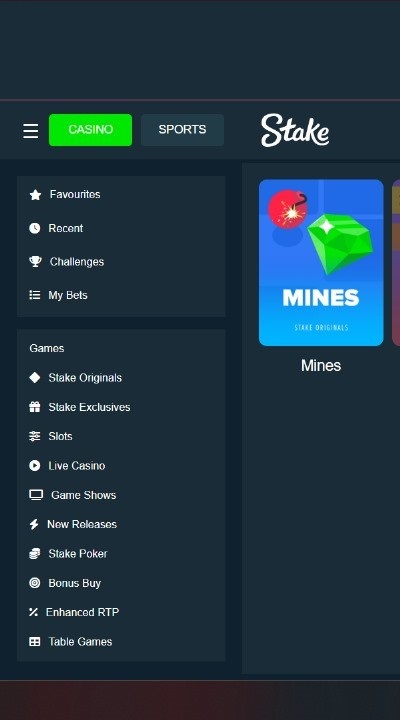 CASINO
SPORTS
Stake
Favourites
Recent
Challenges
My Bets
Games
Stake Originals
Stake Exclusives
Slots
Live Casino
Game Shows
New Releases
Stake Poker
Bonus Buy
Enhanced RTP
Table Games
MINES
STAKE ORIGINALS
Mines